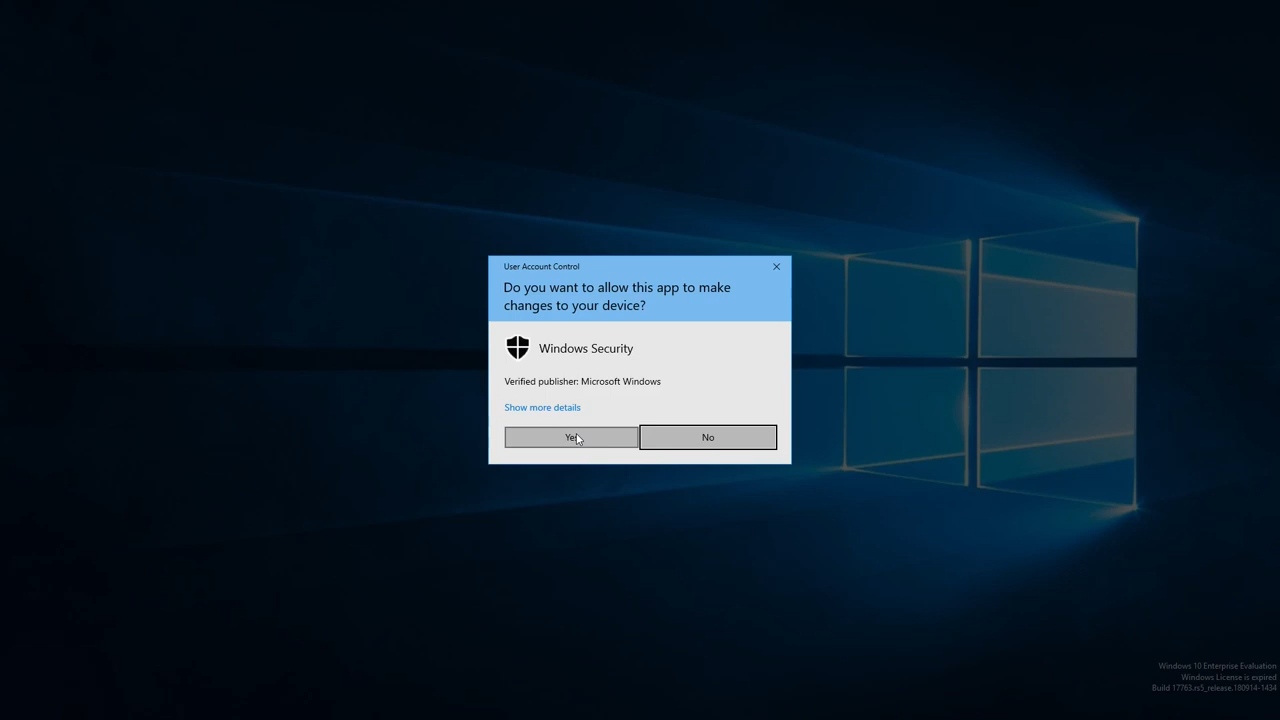 User Account Control
Do you want to allow this app to make
changes to your device?
Windows Security
Verified publisher: Microsoft Windows
Show more details
Yes
No
Windows 10 Enterprise Evaluation
Windows License is expired
Build 17763.rs5_release.180914-1434